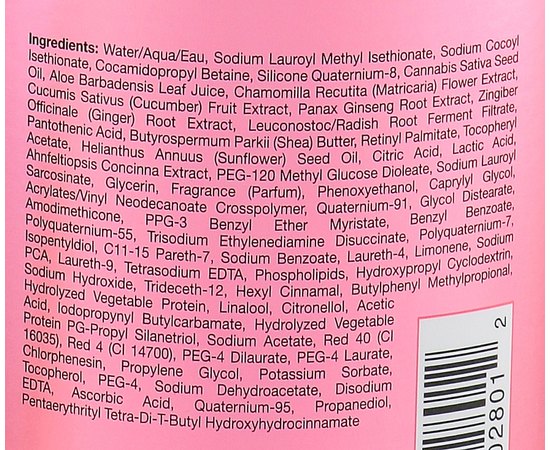 Ingredients: Water/Aqua/Eau, Sodium Lauroyl Methyl Isethionate, Sodium Cocoyl
Isethionate, Cocamidopropyl Betaine, Silicone Quaternium-8, Cannabis Sativa Seed
Oil, Aloe Barbadensis Leaf Juice, Chamomilla Recutita (Matricaria) Flower Extract,
Cucumis Sativus (Cucumber) Fruit Extract, Panax Ginseng Root Extract, Zingiber
Officinale (Ginger) Root Extract, Leuconostoc/Radish Root Ferment Filtrate,
Pantothenic Acid, Butyrospermum Parkii (Shea) Butter, Retinyl Palmitate, Tocopheryl
Acetate, Helianthus Annuus (Sunflower) Seed Oil, Citric Acid, Lactic Acid,
Ahnfeltiopsis Concinna Extract, PEG-120 Methyl Glucose Dioleate, Sodium Lauroyl
Sarcosinate, Glycerin, Fragrance (Parfum), Phenoxyethanol, Caprylyl Glycol,
Acrylates/Vinyl Neodecanoate Crosspolymer, Quaternium-91, Glycol Distearate,
Amodimethicone, PPG-3 Benzyl Ether Myristate, Benzyl Benzoate,
Polyquaternium-55, Trisodium Ethylenediamine Disuccinate, Polyquaternium-7,
Isopentyldiol, C11-15 Pareth-7, Sodium Benzoate, Laureth-4, Limonene, Sodium
PCA, Laureth-9, Tetrasodium EDTA, Phospholipids, Hydroxypropyl Cyclodextrin,
Sodium Hydroxide, Trideceth-12, Hexyl Cinnamal, Butylphenyl Methylpropional,
Hydrolyzed Vegetable Protein, Linalool, Citronellol, Acetic
Acid, Iodopropynyl Butylcarbamate, Hydrolyzed Vegetable
Protein PG-Propyl Silanetriol, Sodium Acetate, Red 40 (CI
16035), Red 4 (CI 14700), PEG-4 Dilaurate, PEG-4 Laurate,
Chlorphenesin, Propylene Glycol, Potassium Sorbate,
Tocopherol, PEG-4, Sodium Dehydroacetate, Disodium
EDTA, Ascorbic Acid, Quaternium-95, Propanediol,
Pentaerythrityl Tetra-Di-T-Butyl Hydroxyhydrocinnamate
02801 2